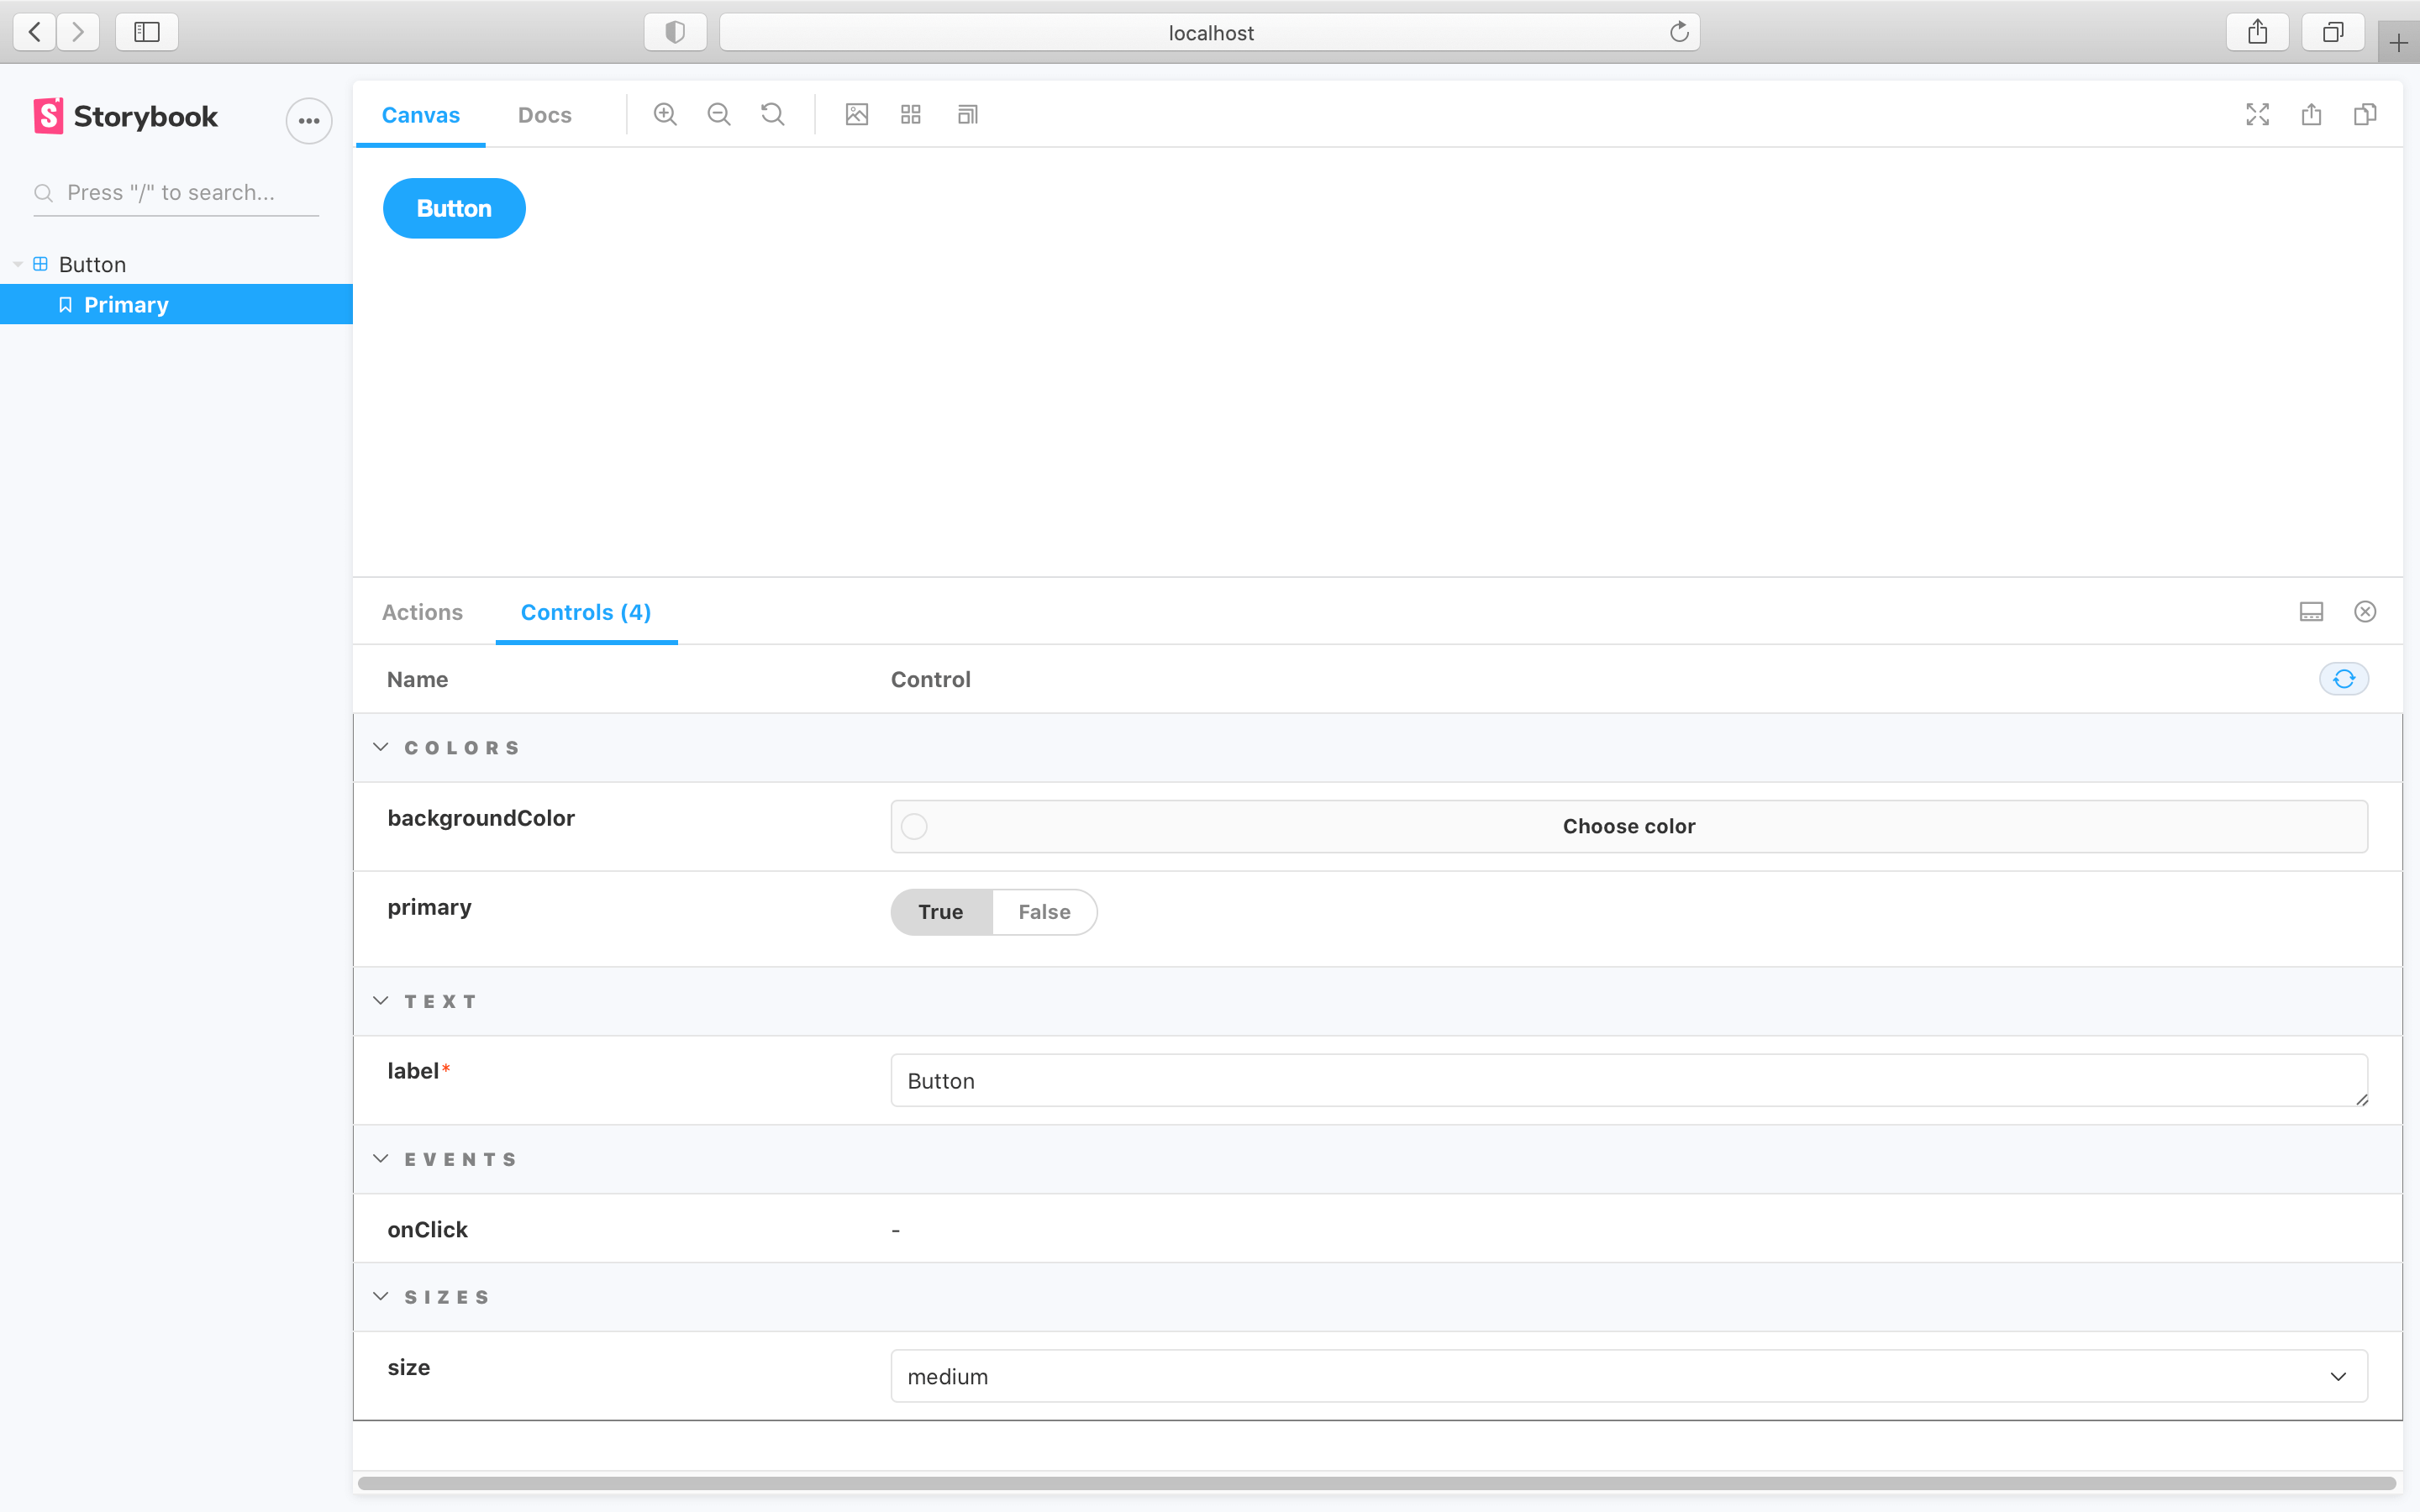 localhost
Storybook
Press "/" to search...
Button
Primary
Canvas Docs
Button
Actions Controls (4)
Name Control
COLORS
backgroundColor Choose color
primary True False
TEXT
label* Button
EVENTS
onClick -
SIZES
size medium